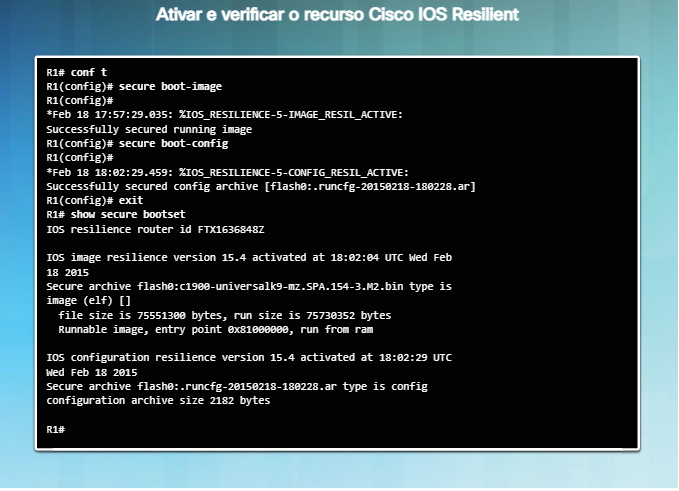 Ativar e verificar o recurso Cisco IOS Resilient
R1# conf t
R1(config)# secure boot-image
R1(config)#
*Feb 18 17:57:29.035: %IOS_RESILIENCE-5-IMAGE_RESIL_ACTIVE:
Successfully secured running image
R1(config)# secure boot-config
R1(config)#
*Feb 18 18:02:29.459: %IOS_RESILIENCE-5-CONFIG_RESIL_ACTIVE:
Successfully secured config archive [flash0:.runcfg-20150218-180228.ar]
R1(config)# exit
R1# show secure bootset
IOS resilience router id FTX1636848Z
IOS image resilience version 15.4 activated at 18:02:04 UTC Wed Feb
18 2015
Secure archive flash0:c1900-universalk9-mz.SPA.154-3.M2.bin type is
image (elf) []
file size is 75551300 bytes, run size is 75730352 bytes
Runnable image, entry point 0x81000000, run from ram
IOS configuration resilience version 15.4 activated at 18:02:29 UTC
Wed Feb 18 2015
Secure archive flash0:.runcfg-20150218-180228.ar type is config
configuration archive size 2182 bytes
R1#